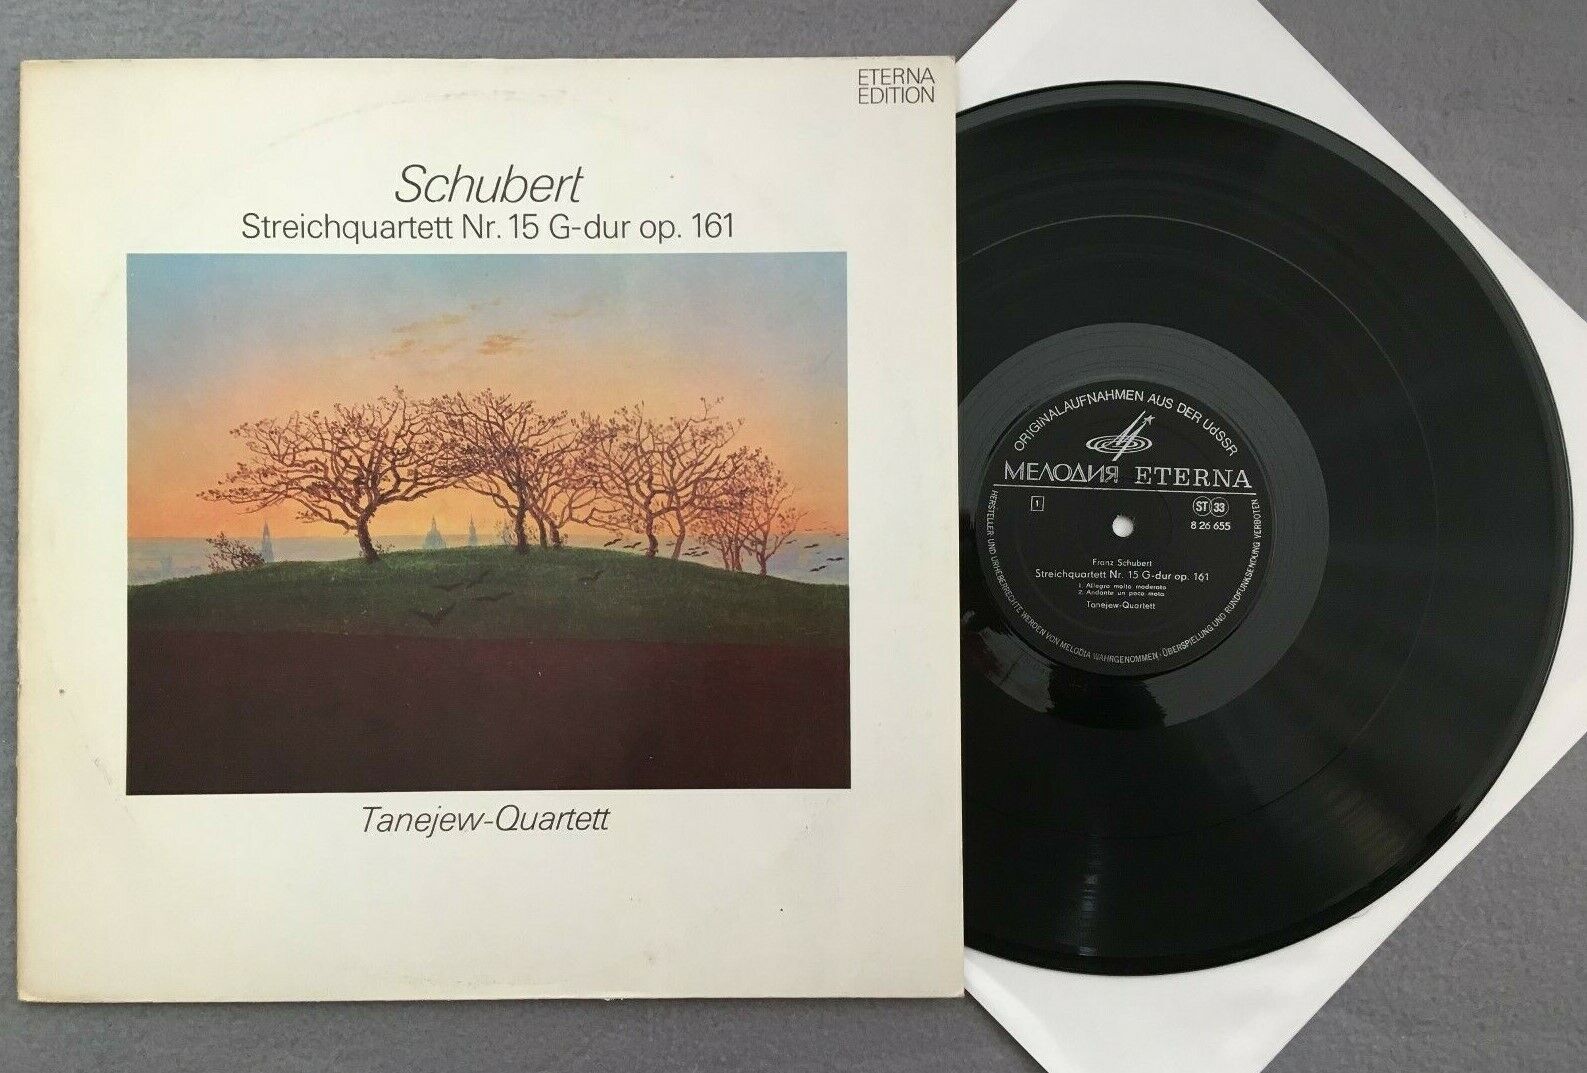 ETERNA
EDITION
Schubert
Streichquartett Nr. 15 G-dur op. 161
Tanejew-Quartett
ORIGINALAUFNAHMEN AUS DER UdSSR
МЕЛОДИЯ ETERNA
1
ST 33
8 26 655
Franz Schubert
Streichquartett Nr. 15 G-dur op. 161
1. Allegro molto moderato
2. Andante un poco moto
Tanejew-Quartett
HERSTELLER- UND URHEBERRECHTE WERDEN VON MELODIA WAHRGENOMMEN · ÜBERSPIELUNG UND RUNDFUNKSENDUNG VERBOTEN